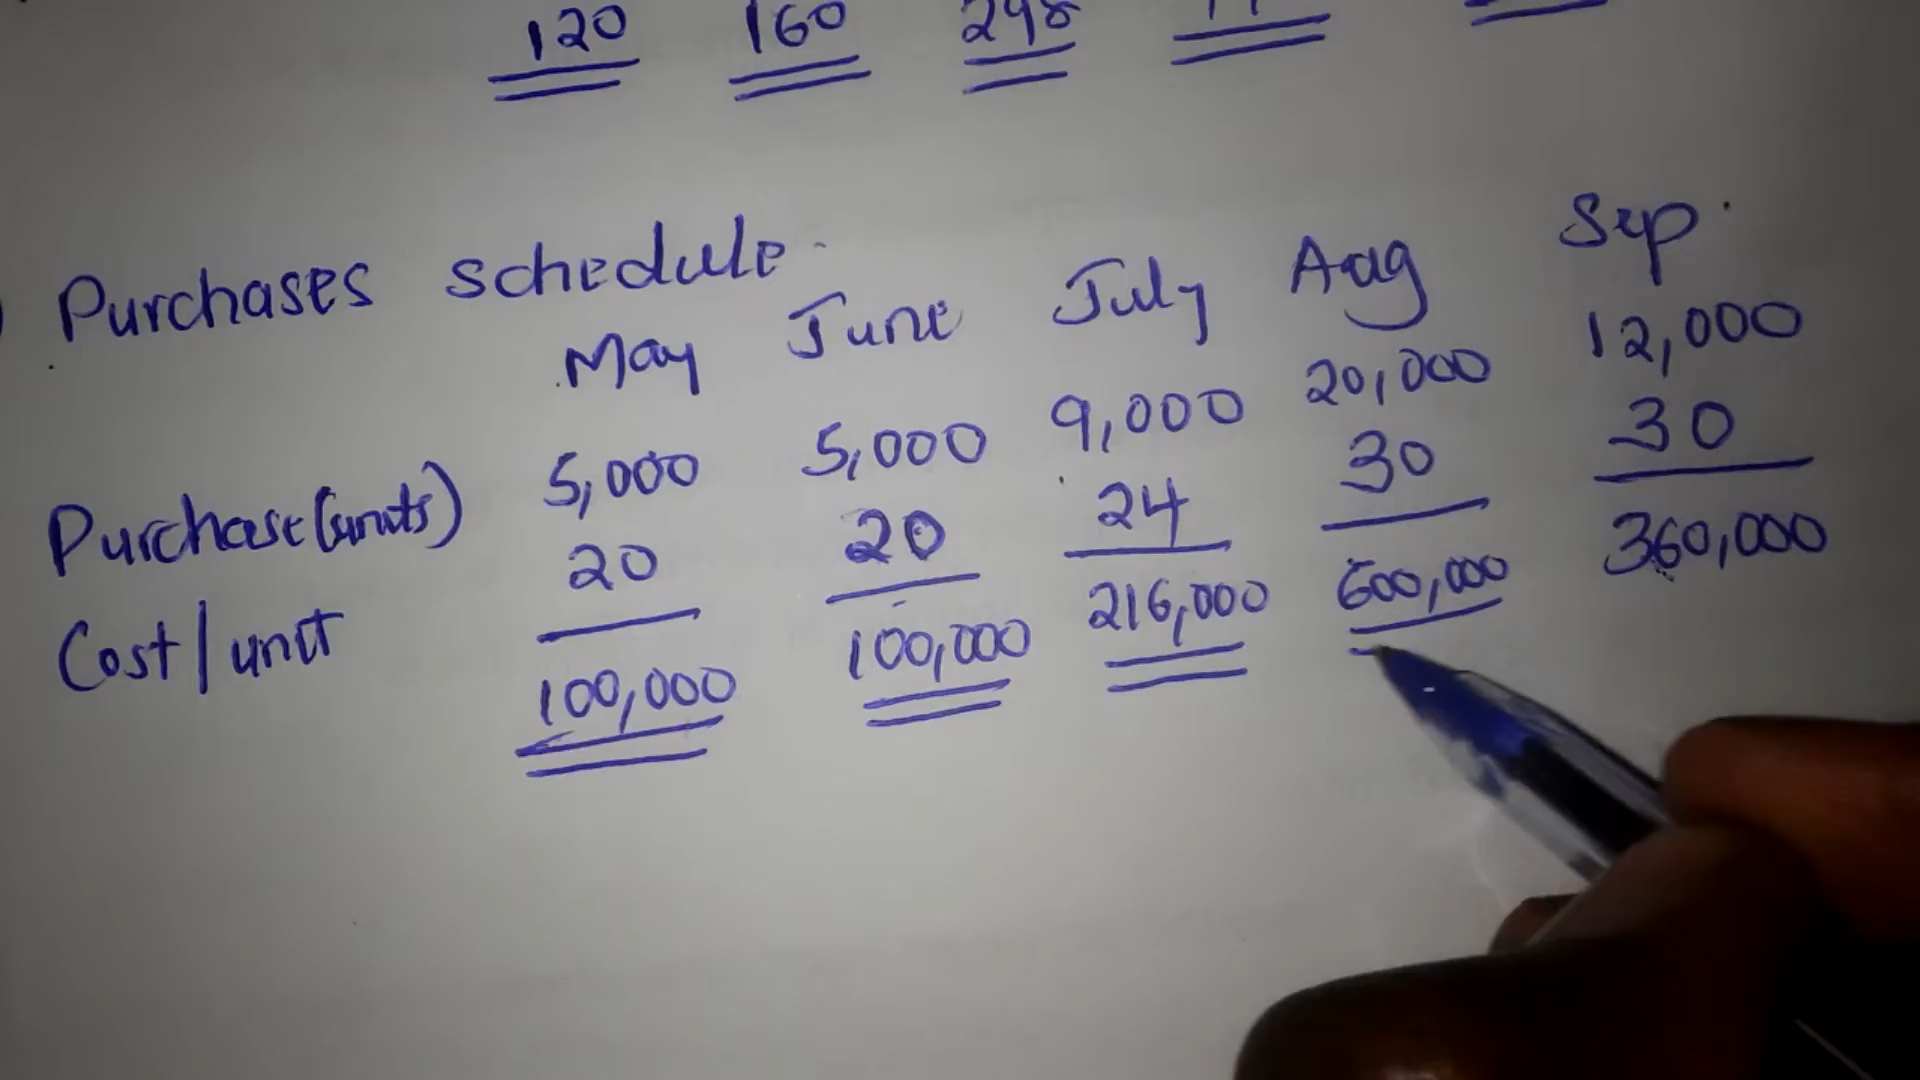 120 160 298
Purchases schedule.
May June July Aug Sep.
Purchase(units) 5,000 5,000 9,000 20,000 12,000
Cost/unit 20 20 24 30 30
100,000 100,000 216,000 600,000 360,000